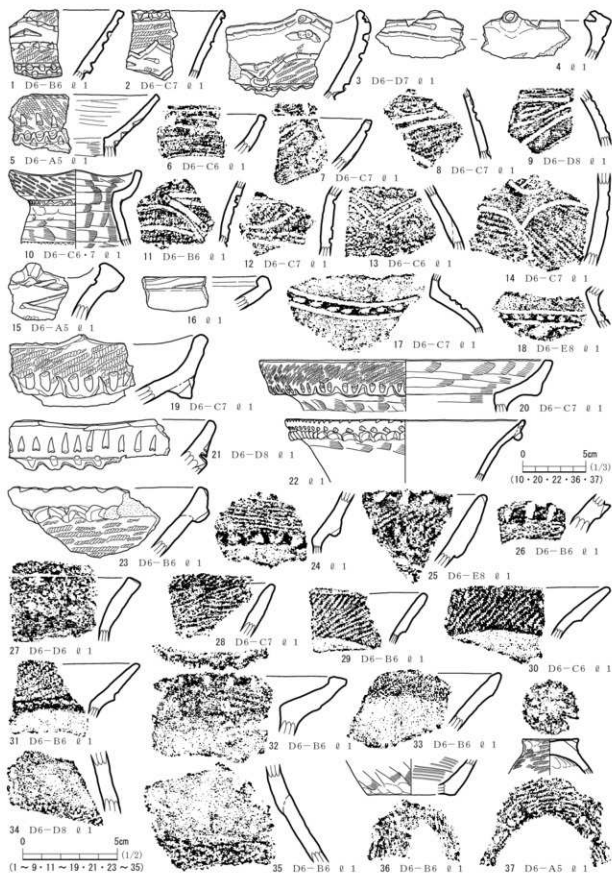 1 D6-B6 ℓ1
2 D6-C7 ℓ1
3 D6-D7 ℓ1
4 ℓ1
5 D6-A5 ℓ1
6 D6-C6 ℓ1
7 D6-C7 ℓ1
8 D6-C7 ℓ1
9 D6-D8 ℓ1
10 D6-C6・7 ℓ1
11 D6-B6 ℓ1
12 D6-C7 ℓ1
13 D6-C6 ℓ1
14 D6-C7 ℓ1
15 D6-A5 ℓ1
16 ℓ1
17 D6-C7 ℓ1
18 D6-E8 ℓ1
19 D6-C7 ℓ1
20 D6-C7 ℓ1
21 D6-D8 ℓ1
22 ℓ1
0 5cm
(1/3)
(10・20・22・36・37)
23 D6-B6 ℓ1
24 ℓ1
25 D6-E8 ℓ1
26 D6-B6 ℓ1
27 D6-D6 ℓ1
28 D6-C7 ℓ1
29 D6-B6 ℓ1
30 D6-C6 ℓ1
31 D6-B6 ℓ1
32 D6-B6 ℓ1
33 D6-B6 ℓ1
34 D6-D8 ℓ1
35 D6-B6 ℓ1
36 D6-B6 ℓ1
37 D6-A5 ℓ1
0 5cm
(1/2)
(1～9・11～19・21・23～35)